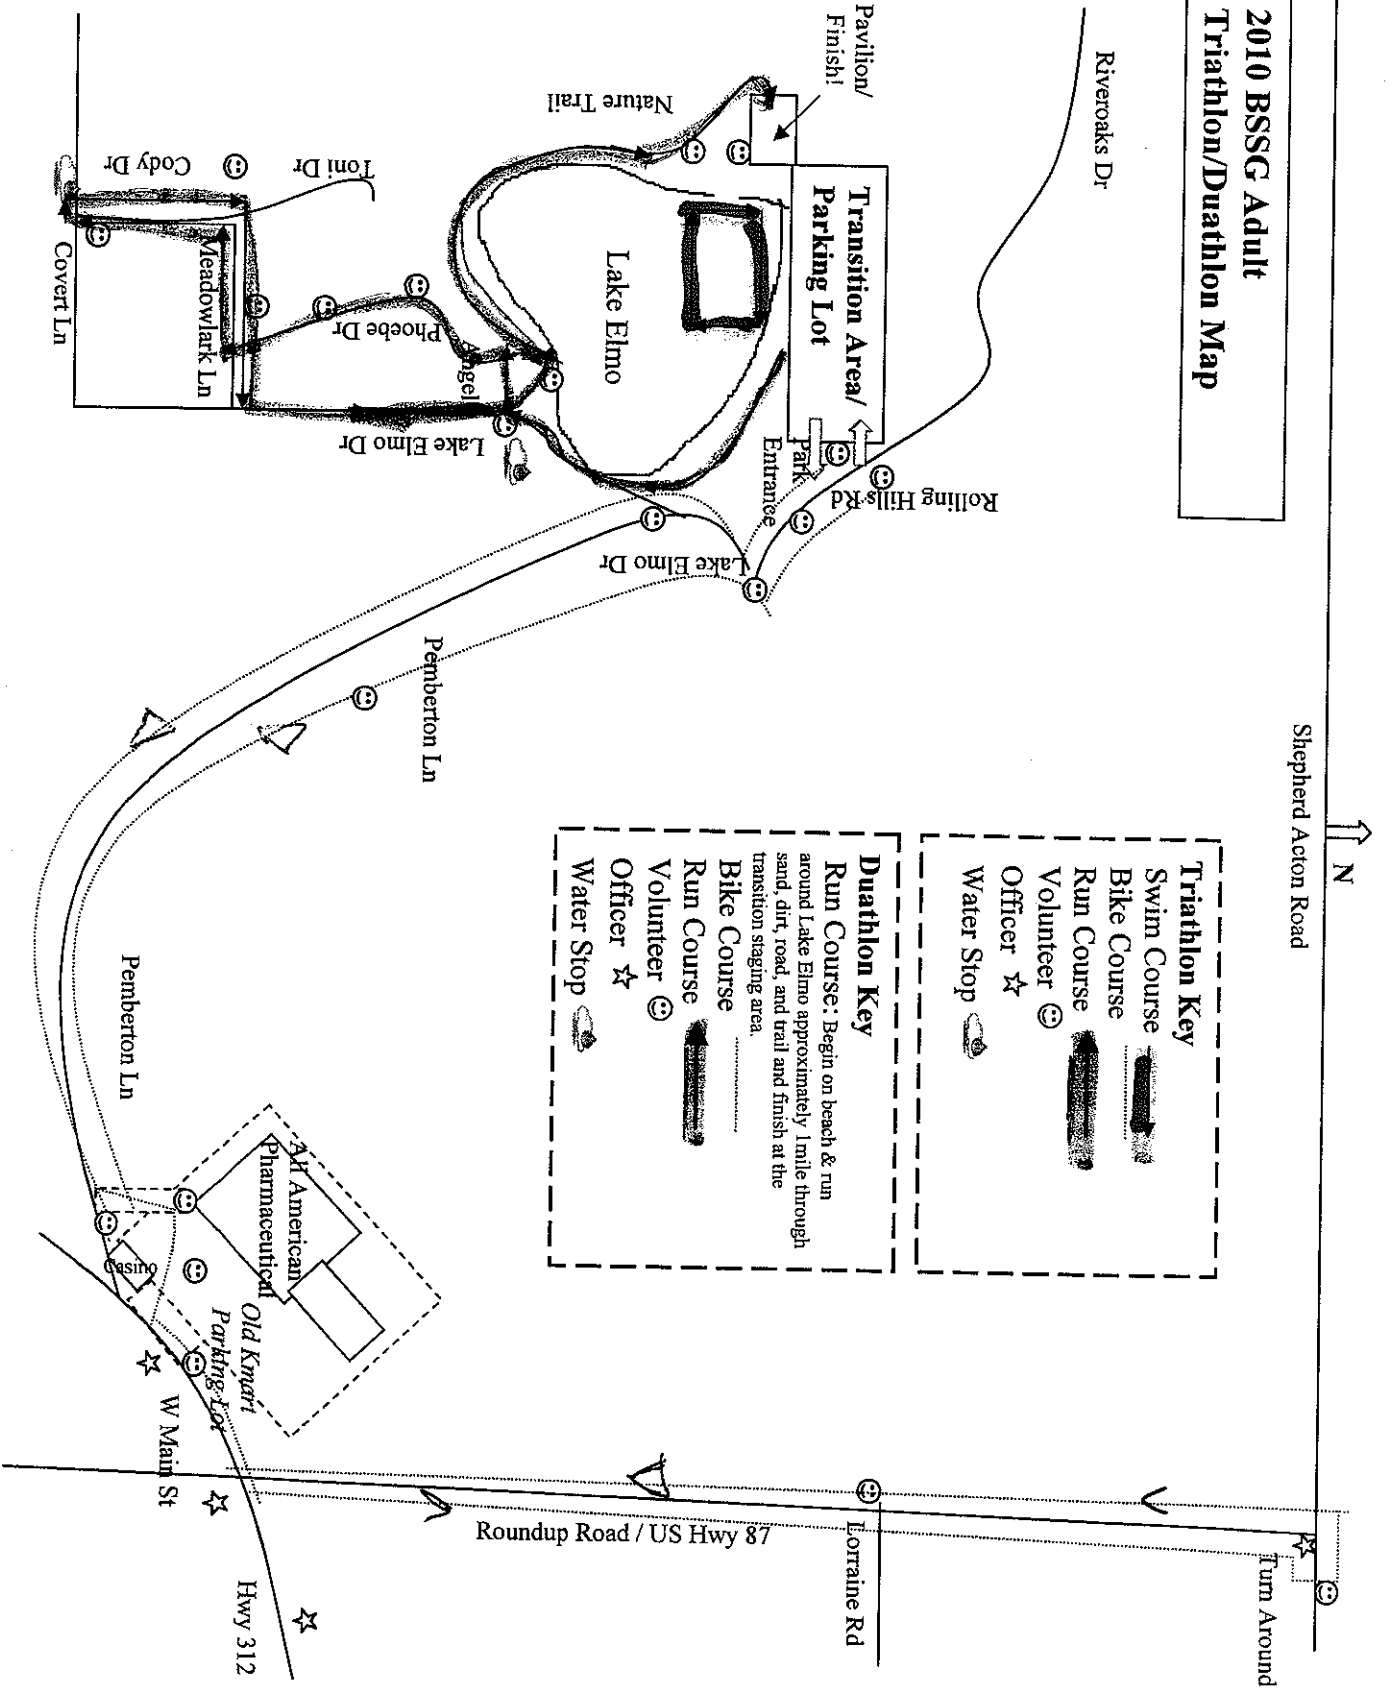 2010 BSSG Adult
Triathlon/Duathlon Map
Shepherd Acton Road
N
Riveroaks Dr
Pavilion/
Finish!
Transition Area/
Parking Lot
Park
Entrance
Rolling Hills Rd
Nature Trail
Lake Elmo
Lake Elmo Dr
Lake Elmo Dr
Angel
Phoebe Dr
Toni Dr
Cody Dr
Meadowlark Ln
Covert Ln
Pemberton Ln
Pemberton Ln
Triathlon Key
Swim Course
Bike Course
Run Course
Volunteer
Officer
Water Stop
Duathlon Key
Run Course: Begin on beach & run
around Lake Elmo approximately 1mile through
sand, dirt, road, and trail and finish at the
transition staging area.
Bike Course
Run Course
Volunteer
Officer
Water Stop
All American
Pharmaceutical
Casino
Old Kmart
Parking Lot
W Main St
Hwy 312
Roundup Road / US Hwy 87
Lorraine Rd
Turn Around